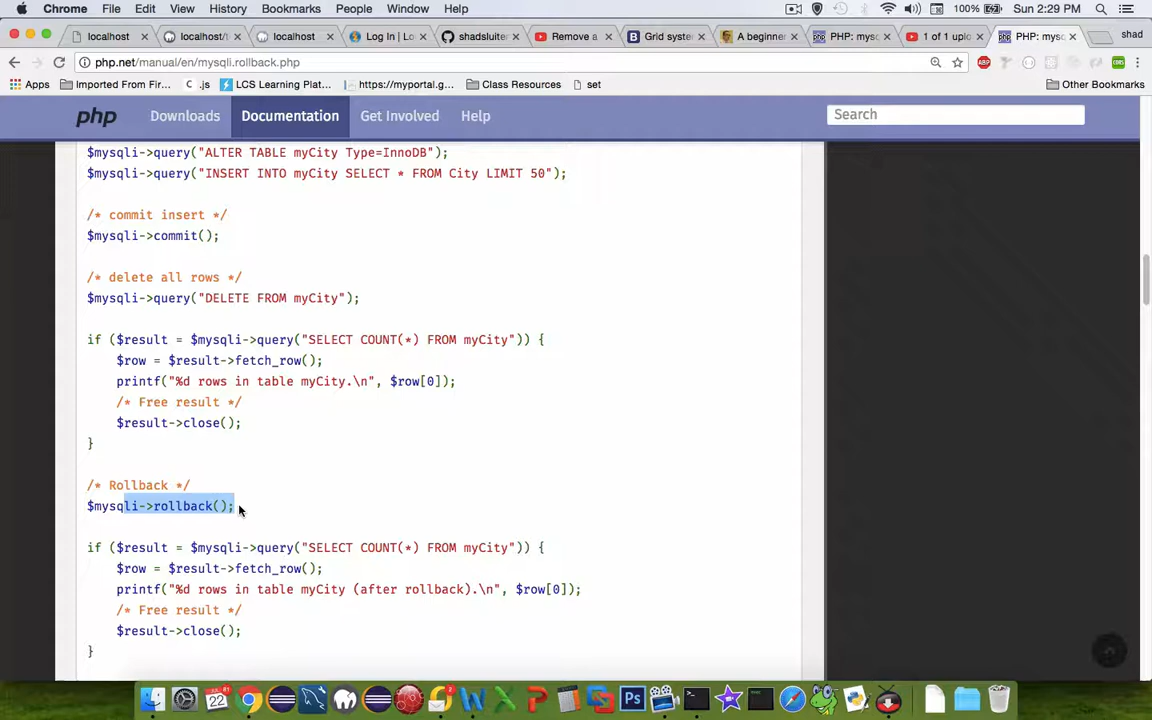 Chrome File Edit View History Bookmarks People Window Help 100% Sun 2:29 PM
localhost localhost/ localhost Log In | Lo shadsluiter Remove a Grid system A beginner PHP: mysq 1 of 1 uplo PHP: mysq shad
php.net/manual/en/mysqli.rollback.php
Apps Imported From Fir .js LCS Learning Plat... https://myportal.g... Class Resources set Other Bookmarks
php Downloads Documentation Get Involved Help Search
$mysqli->query("ALTER TABLE myCity Type=InnoDB");
$mysqli->query("INSERT INTO myCity SELECT * FROM City LIMIT 50");
/* commit insert */
$mysqli->commit();
/* delete all rows */
$mysqli->query("DELETE FROM myCity");
if ($result = $mysqli->query("SELECT COUNT(*) FROM myCity")) {
$row = $result->fetch_row();
printf("%d rows in table myCity.\n", $row[0]);
/* Free result */
$result->close();
}
/* Rollback */
$mysqli->rollback();
if ($result = $mysqli->query("SELECT COUNT(*) FROM myCity")) {
$row = $result->fetch_row();
printf("%d rows in table myCity (after rollback).\n", $row[0]);
/* Free result */
$result->close();
}